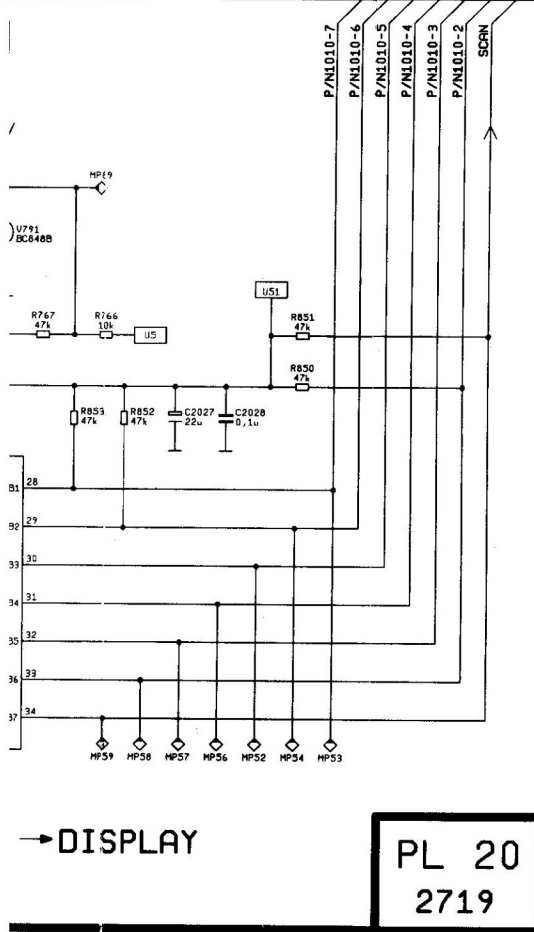 P/N1010-7
P/N1010-6
P/N1010-5
P/N1010-4
P/N1010-3
P/N1010-2
SCAN
MP69
V791
BC848B
R767
47k
R766
10k
U5
U51
R851
47k
R850
47k
R853
47k
R852
47k
C2027
22u
C2028
0,1u
B1 28
B2 29
33 30
34 31
35 32
36 33
37 34
MP59 MP58 MP57 MP56 MP52 MP54 MP53
→DISPLAY
PL 20
2719